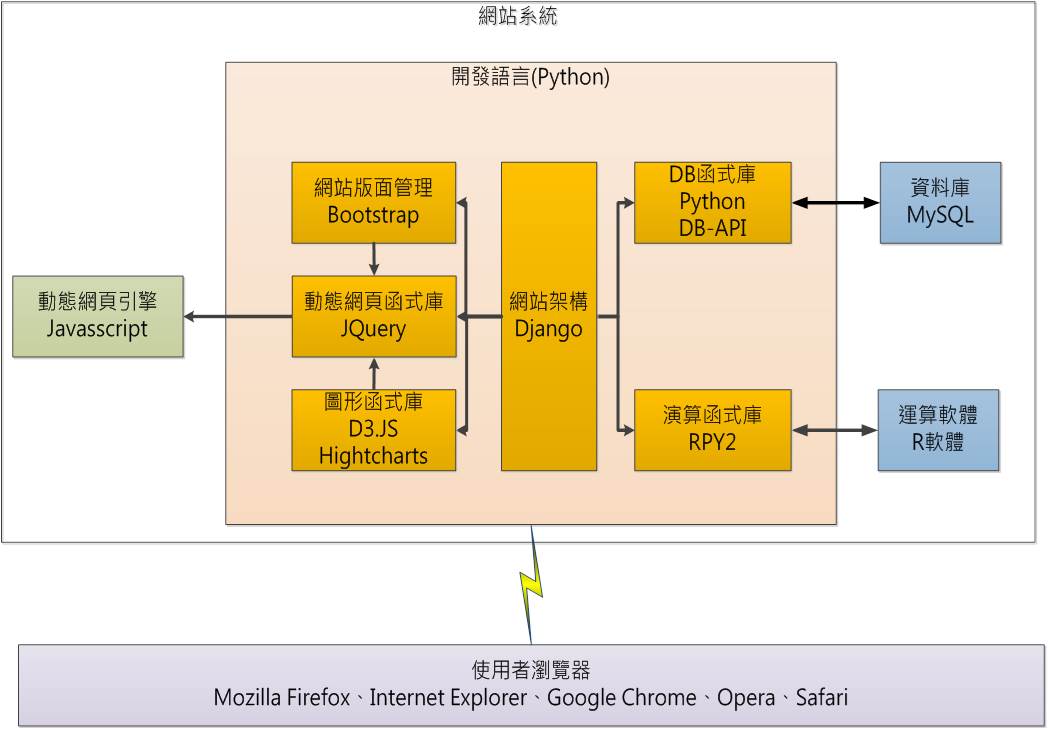 網站系統
開發語言(Python)
網站版面管理
Bootstrap
DB函式庫
Python
DB-API
資料庫
MySQL
動態網頁引擎
Javasscript
動態網頁函式庫
JQuery
網站架構
Django
圖形函式庫
D3.JS
Hightcharts
演算函式庫
RPY2
運算軟體
R軟體
使用者瀏覽器
Mozilla Firefox、Internet Explorer、Google Chrome、Opera、Safari